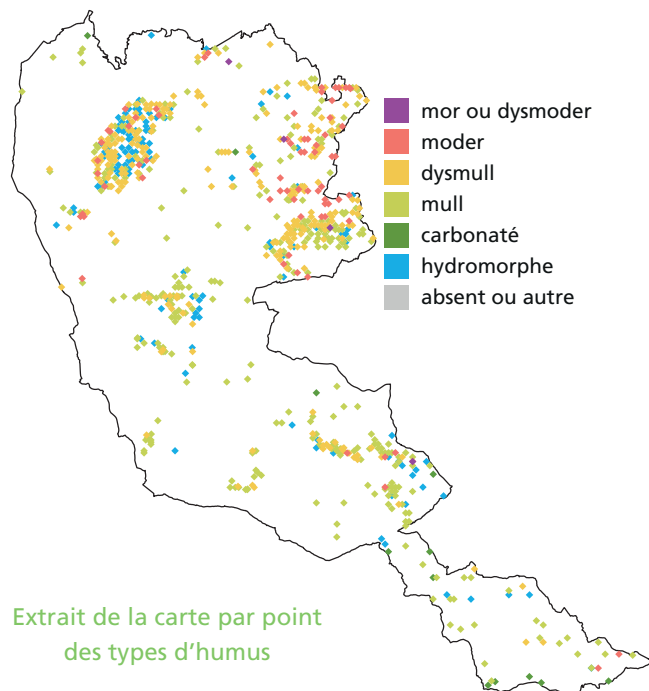 mor ou dysmoder
moder
dysmull
mull
carbonaté
hydromorphe
absent ou autre
Extrait de la carte par point
des types d’humus